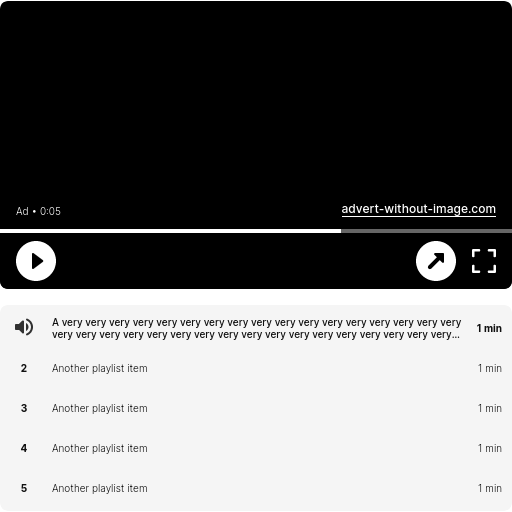 Ad • 0:05
advert-without-image.com
A very very very very very very very very very very very very very very very very very
very very very very very very very very very very very very very very very very very...
1 min
2 Another playlist item 1 min
3 Another playlist item 1 min
4 Another playlist item 1 min
5 Another playlist item 1 min